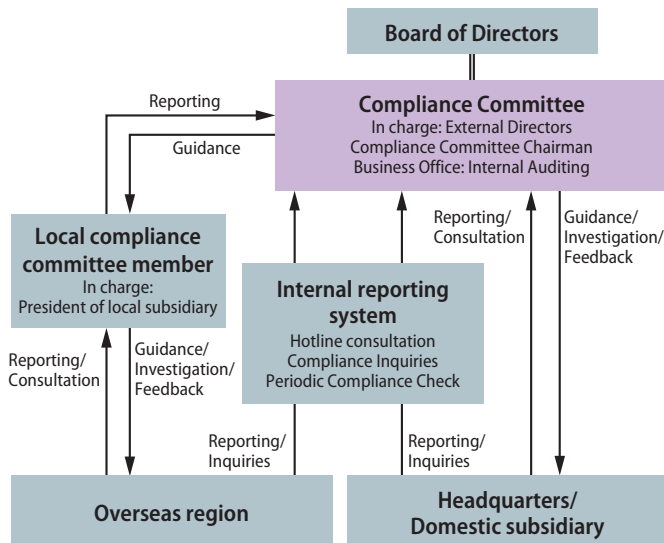 Board of Directors
Compliance Committee
In charge: External Directors
Compliance Committee Chairman
Business Office: Internal Auditing
Reporting
Guidance
Local compliance
committee member
In charge:
President of local subsidiary
Internal reporting
system
Hotline consultation
Compliance Inquiries
Periodic Compliance Check
Reporting/
Consultation
Guidance/
Investigation/
Feedback
Reporting/
Consultation
Guidance/
Investigation/
Feedback
Reporting/
Inquiries
Reporting/
Inquiries
Overseas region
Headquarters/
Domestic subsidiary